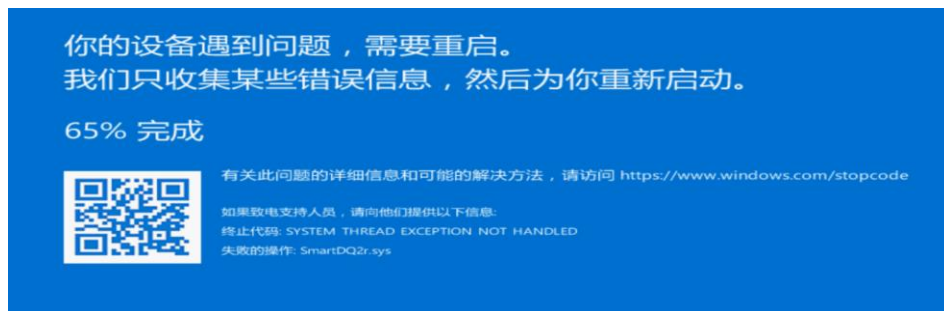 你的设备遇到问题，需要重启。
我们只收集某些错误信息，然后为你重新启动。
65% 完成
有关此问题的详细信息和可能的解决方法，请访问 https://www.windows.com/stopcode
如果致电支持人员，请向他们提供以下信息:
终止代码: SYSTEM THREAD EXCEPTION NOT HANDLED
失败的操作: SmartDQ2r.sys